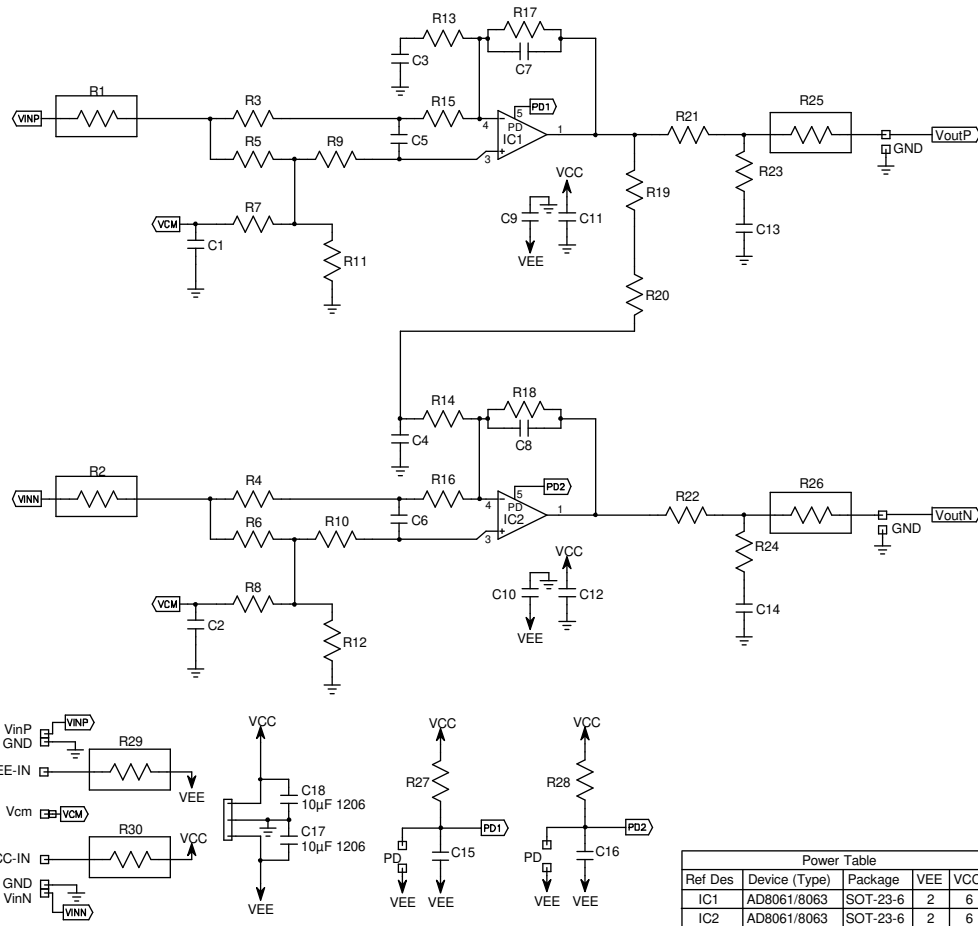 R13
R17
C3
C7
R1
VINP
R3
R15
PD1
5
4
PD
IC1
1
C5
R5
R9
3
R21
R25
GND
VoutP
R23
R19
VCC
C9
C11
VEE
C13
R7
VCM
C1
R11
R20
R14
R18
C4
C8
R2
VINN
R4
R16
PD2
5
4
PD
IC2
1
C6
R6
R10
3
R22
R26
GND
VoutN
R24
VCC
C10
C12
VEE
C14
R8
VCM
C2
R12
VinP
VINP
GND
R29
EE-IN
VEE
Vcm
VCM
R30
VCC
CC-IN
GND
VinN
VINN
VCC
C18
10µF 1206
C17
10µF 1206
VEE
VCC
R27
PD1
PD
C15
VEE
VEE
VCC
R28
PD2
PD
C16
VEE
VEE
Power Table
Ref Des Device (Type) Package VEE VCC
IC1 AD8061/8063 SOT-23-6 2 6
IC2 AD8061/8063 SOT-23-6 2 6